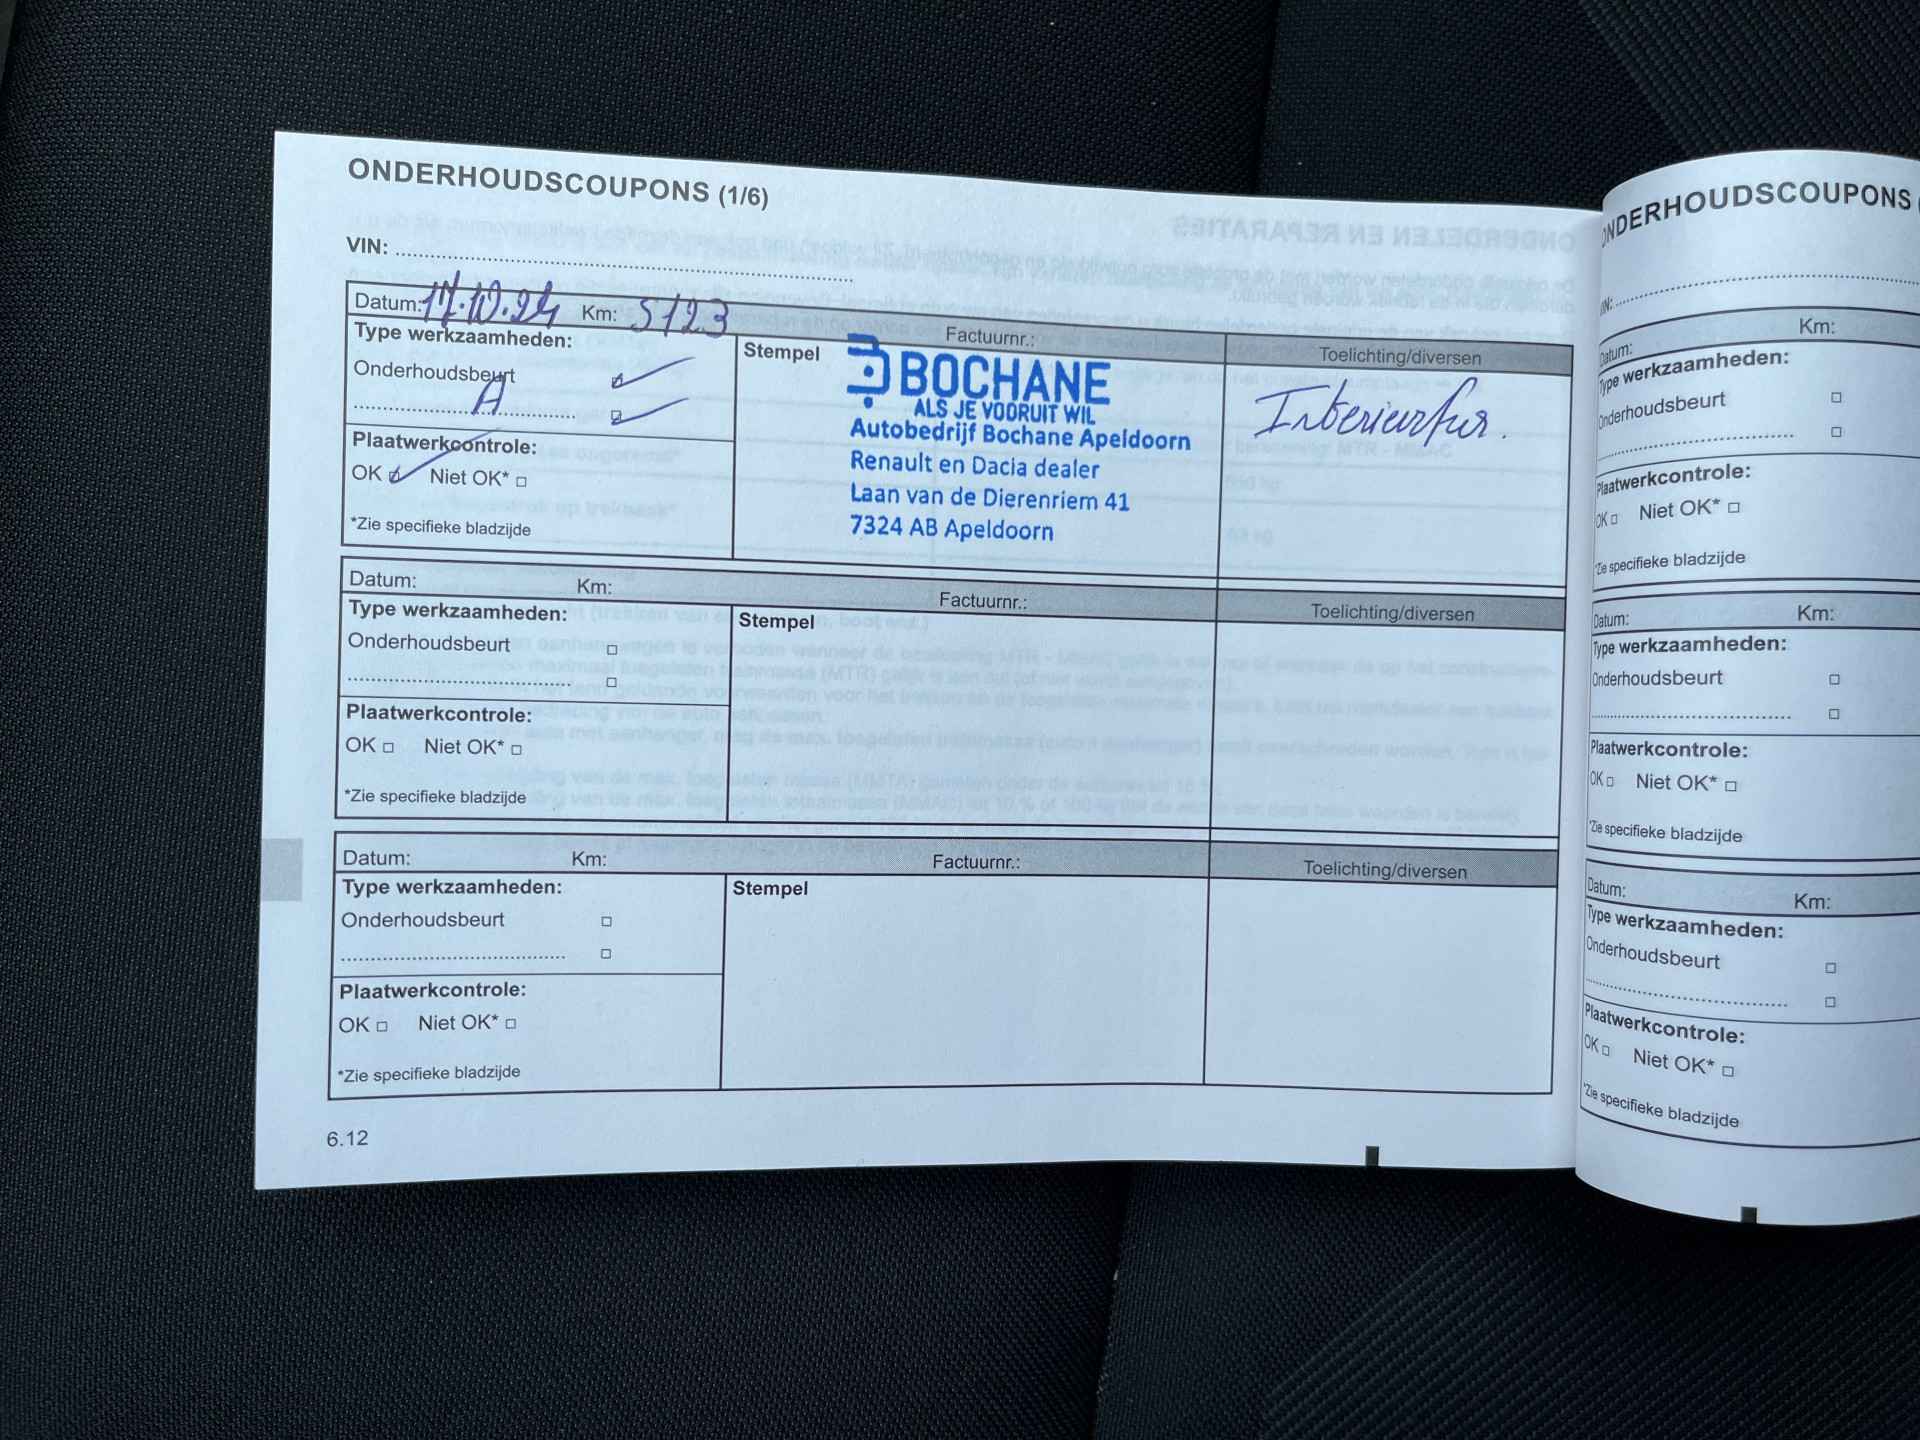 ONDERHOUDSCOUPONS (1/6)
VIN:
Datum: 17.10.24 Km: 5123 Factuurnr.: Toelichting/diversen
Type werkzaamheden:
Onderhoudsbeurt
A
Plaatwerkcontrole:
OK Niet OK*
*Zie specifieke bladzijde
Stempel
BOCHANE
ALS JE VOORUIT WIL
Autobedrijf Bochane Apeldoorn
Renault en Dacia dealer
Laan van de Dierenriem 41
7324 AB Apeldoorn
Datum: Km: Factuurnr.: Toelichting/diversen
Type werkzaamheden:
Onderhoudsbeurt
Plaatwerkcontrole:
OK Niet OK*
*Zie specifieke bladzijde
Stempel
Datum: Km: Factuurnr.: Toelichting/diversen
Type werkzaamheden:
Onderhoudsbeurt
Plaatwerkcontrole:
OK Niet OK*
*Zie specifieke bladzijde
Stempel
6.12
ONDERHOUDSCOUPONS
VIN:
Datum: Km:
Type werkzaamheden:
Onderhoudsbeurt
Plaatwerkcontrole:
OK Niet OK*
*Zie specifieke bladzijde
Datum: Km:
Type werkzaamheden:
Onderhoudsbeurt
Plaatwerkcontrole:
OK Niet OK*
*Zie specifieke bladzijde
Datum: Km:
Type werkzaamheden:
Onderhoudsbeurt
Plaatwerkcontrole:
OK Niet OK*
*Zie specifieke bladzijde